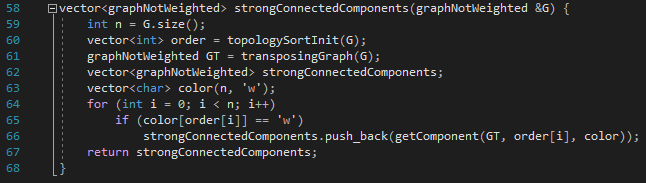 58 vector<graphNotWeighted> strongConnectedComponents(graphNotWeighted &G) {
59 int n = G.size();
60 vector<int> order = topologySortInit(G);
61 graphNotWeighted GT = transposingGraph(G);
62 vector<graphNotWeighted> strongConnectedComponents;
63 vector<char> color(n, 'w');
64 for (int i = 0; i < n; i++)
65 if (color[order[i]] == 'w')
66 strongConnectedComponents.push_back(getComponent(GT, order[i], color));
67 return strongConnectedComponents;
68 }